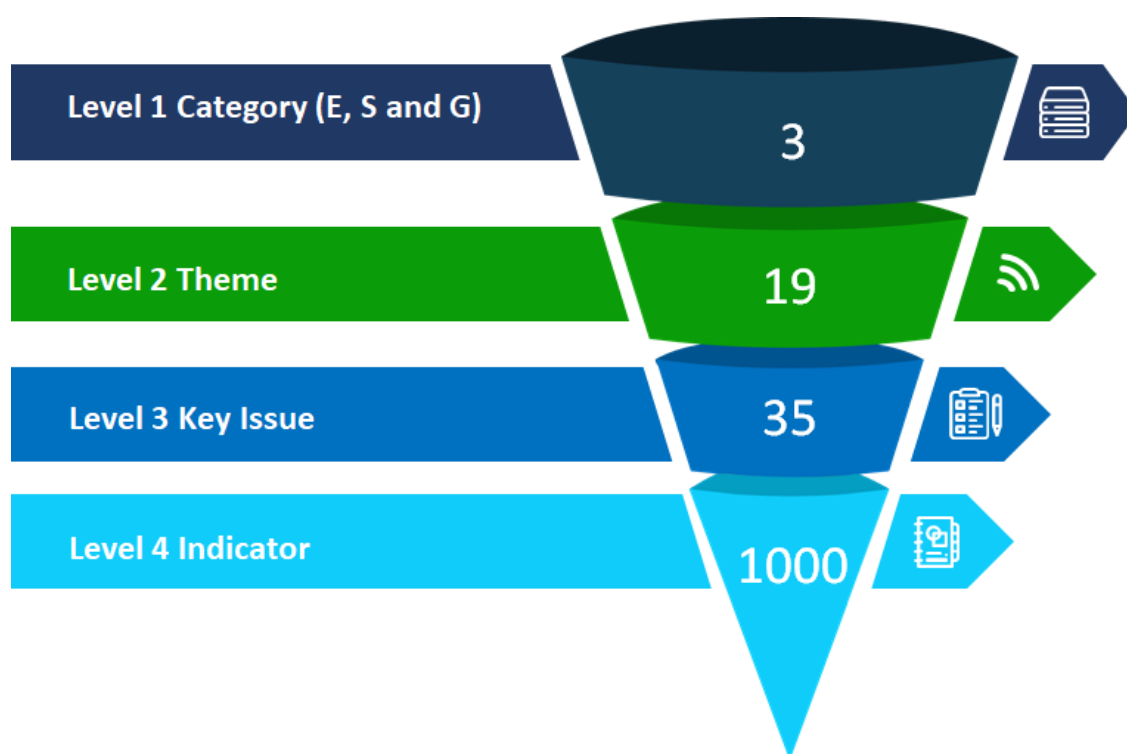 Level 1 Category (E, S and G)
3
Level 2 Theme
19
Level 3 Key Issue
35
Level 4 Indicator
1000